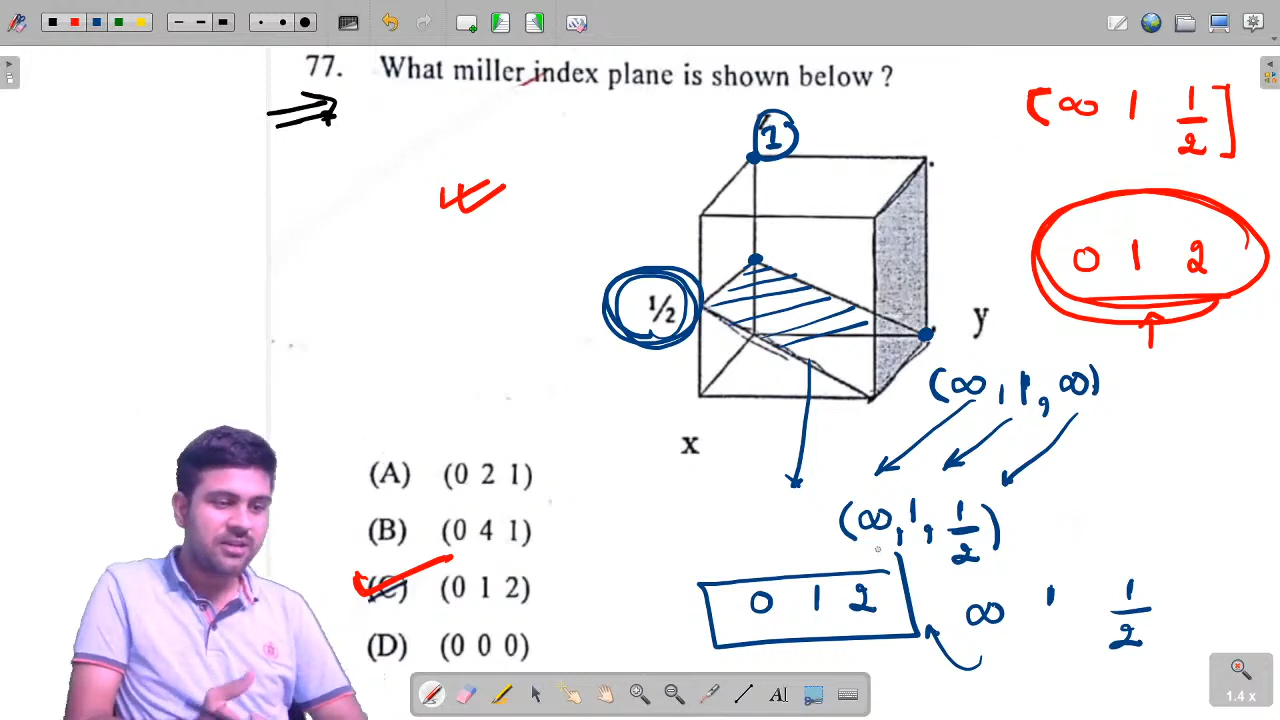 77. What miller index plane is shown below ?
(∞ 1 1/2]
1
0 1 2
1/2
y
(∞, 1, ∞)
x
(A) (0 2 1)
(∞, 1, 1/2)
(B) (0 4 1)
(C) (0 1 2)
0 1 2
∞ 1 1/2
(D) (0 0 0)
AI
1.4 x